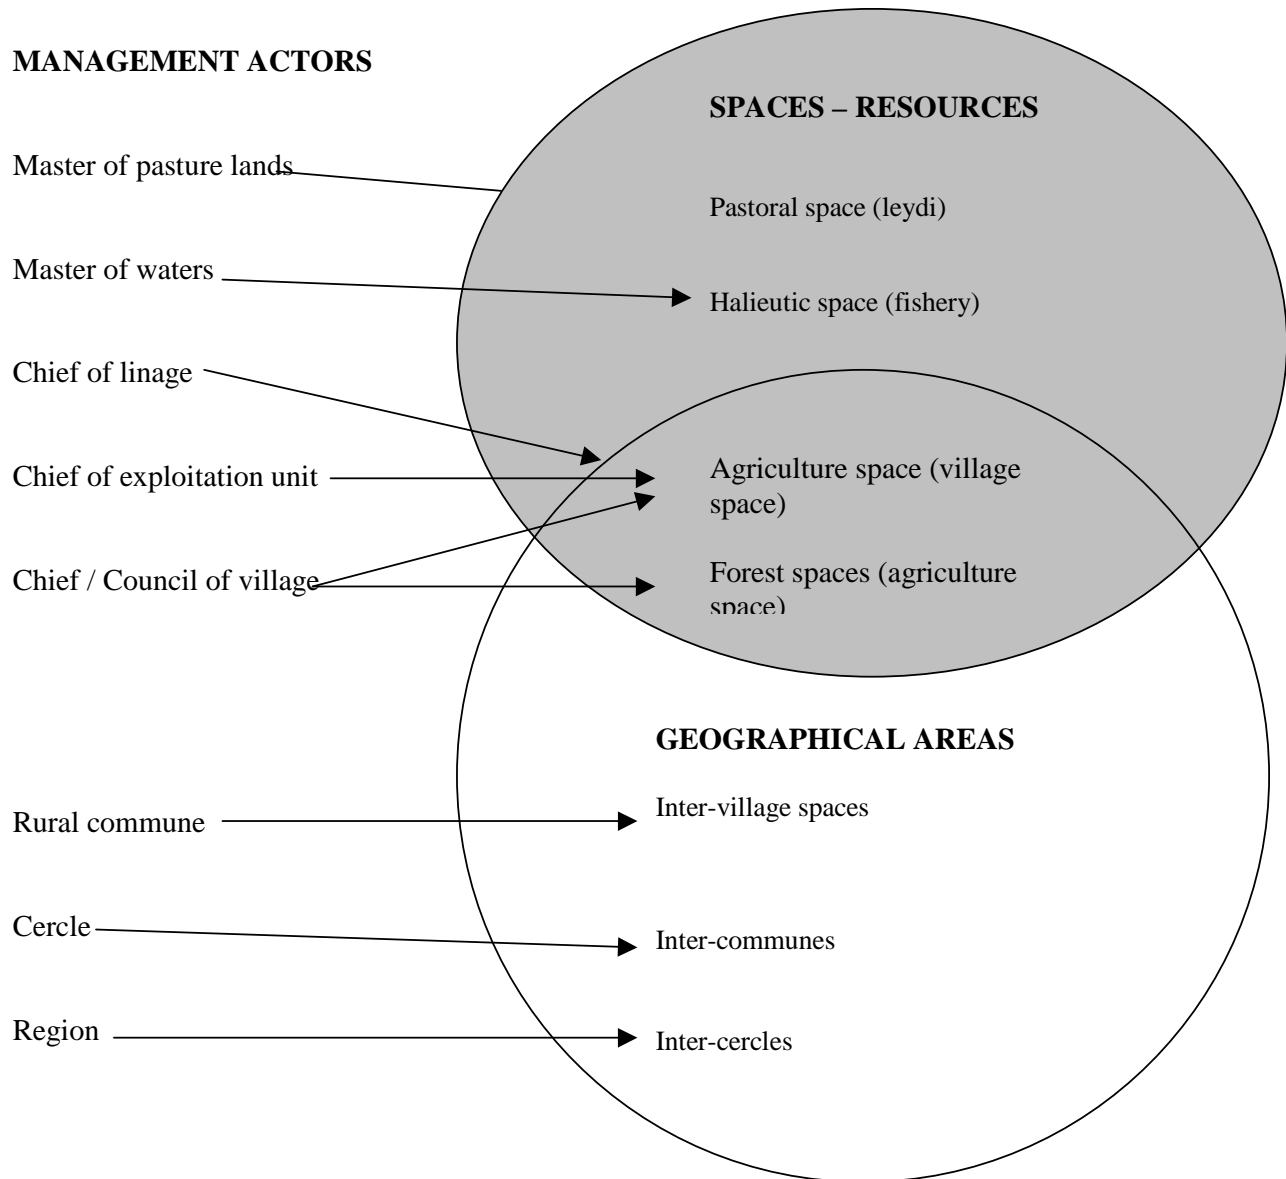 MANAGEMENT ACTORS
Master of pasture lands
Master of waters
Chief of linage
Chief of exploitation unit
Chief / Council of village
Rural commune
Cercle
Region
SPACES – RESOURCES
Pastoral space (leydi)
Halieutic space (fishery)
Agriculture space (village
space)
Forest spaces (agriculture
space)
GEOGRAPHICAL AREAS
Inter-village spaces
Inter-communes
Inter-cercles